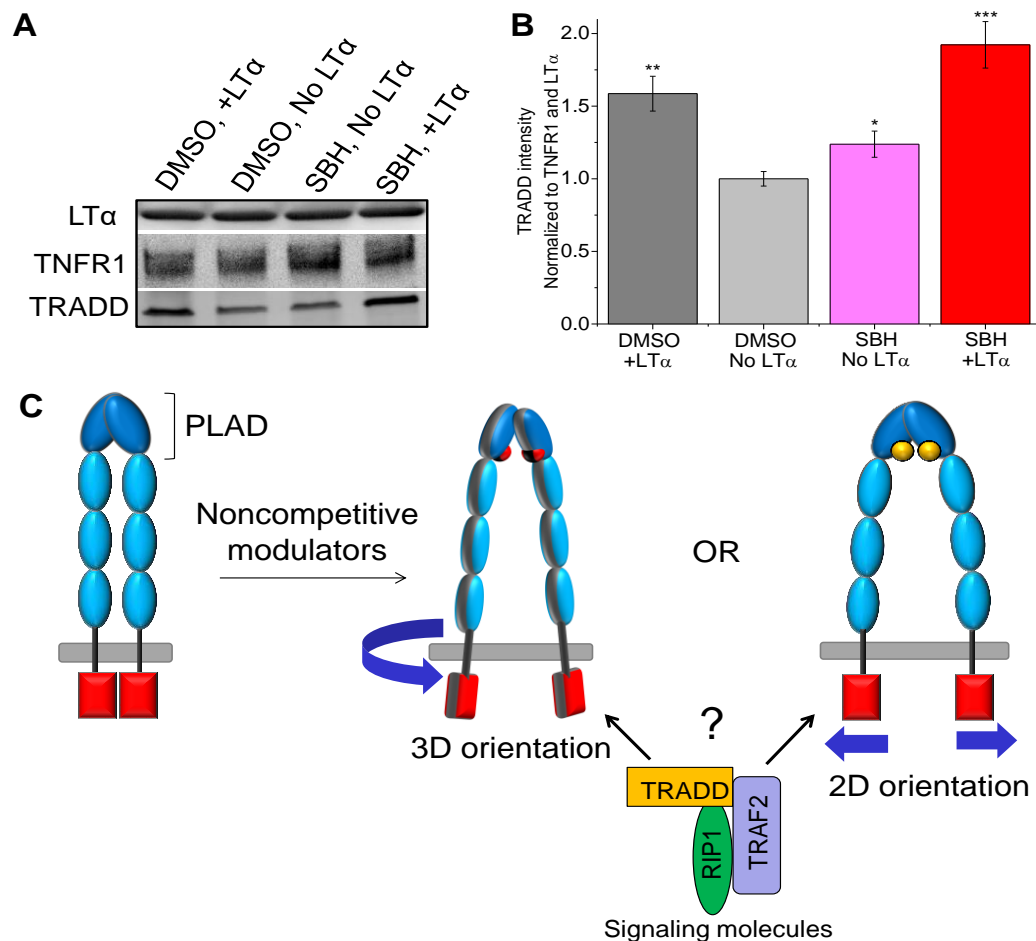 A
DMSO, +LTα
DMSO, No LTα
SBH, No LTα
SBH, +LTα
LTα
TNFR1
TRADD
B
TRADD intensity
Normalized to TNFR1 and LTα
2.0
1.5
1.0
0.5
0.0
**
*
***
DMSO
+LTα
DMSO
No LTα
SBH
No LTα
SBH
+LTα
C
PLAD
Noncompetitive
modulators
OR
3D orientation
?
2D orientation
TRADD
RIP1
TRAF2
Signaling molecules